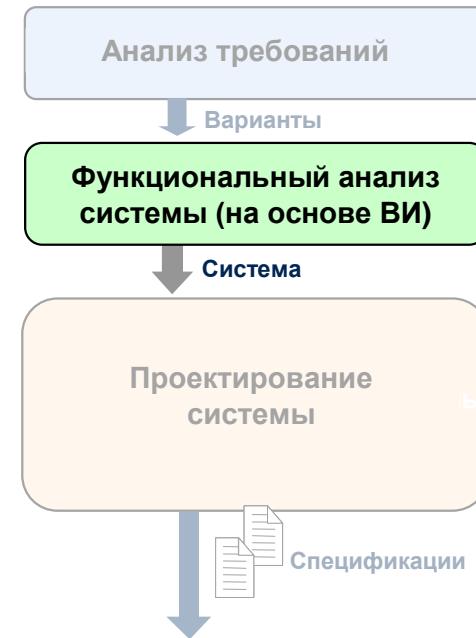 Анализ требований
Варианты
Функциональный анализ
системы (на основе ВИ)
Система
Проектирование
системы
Спецификации